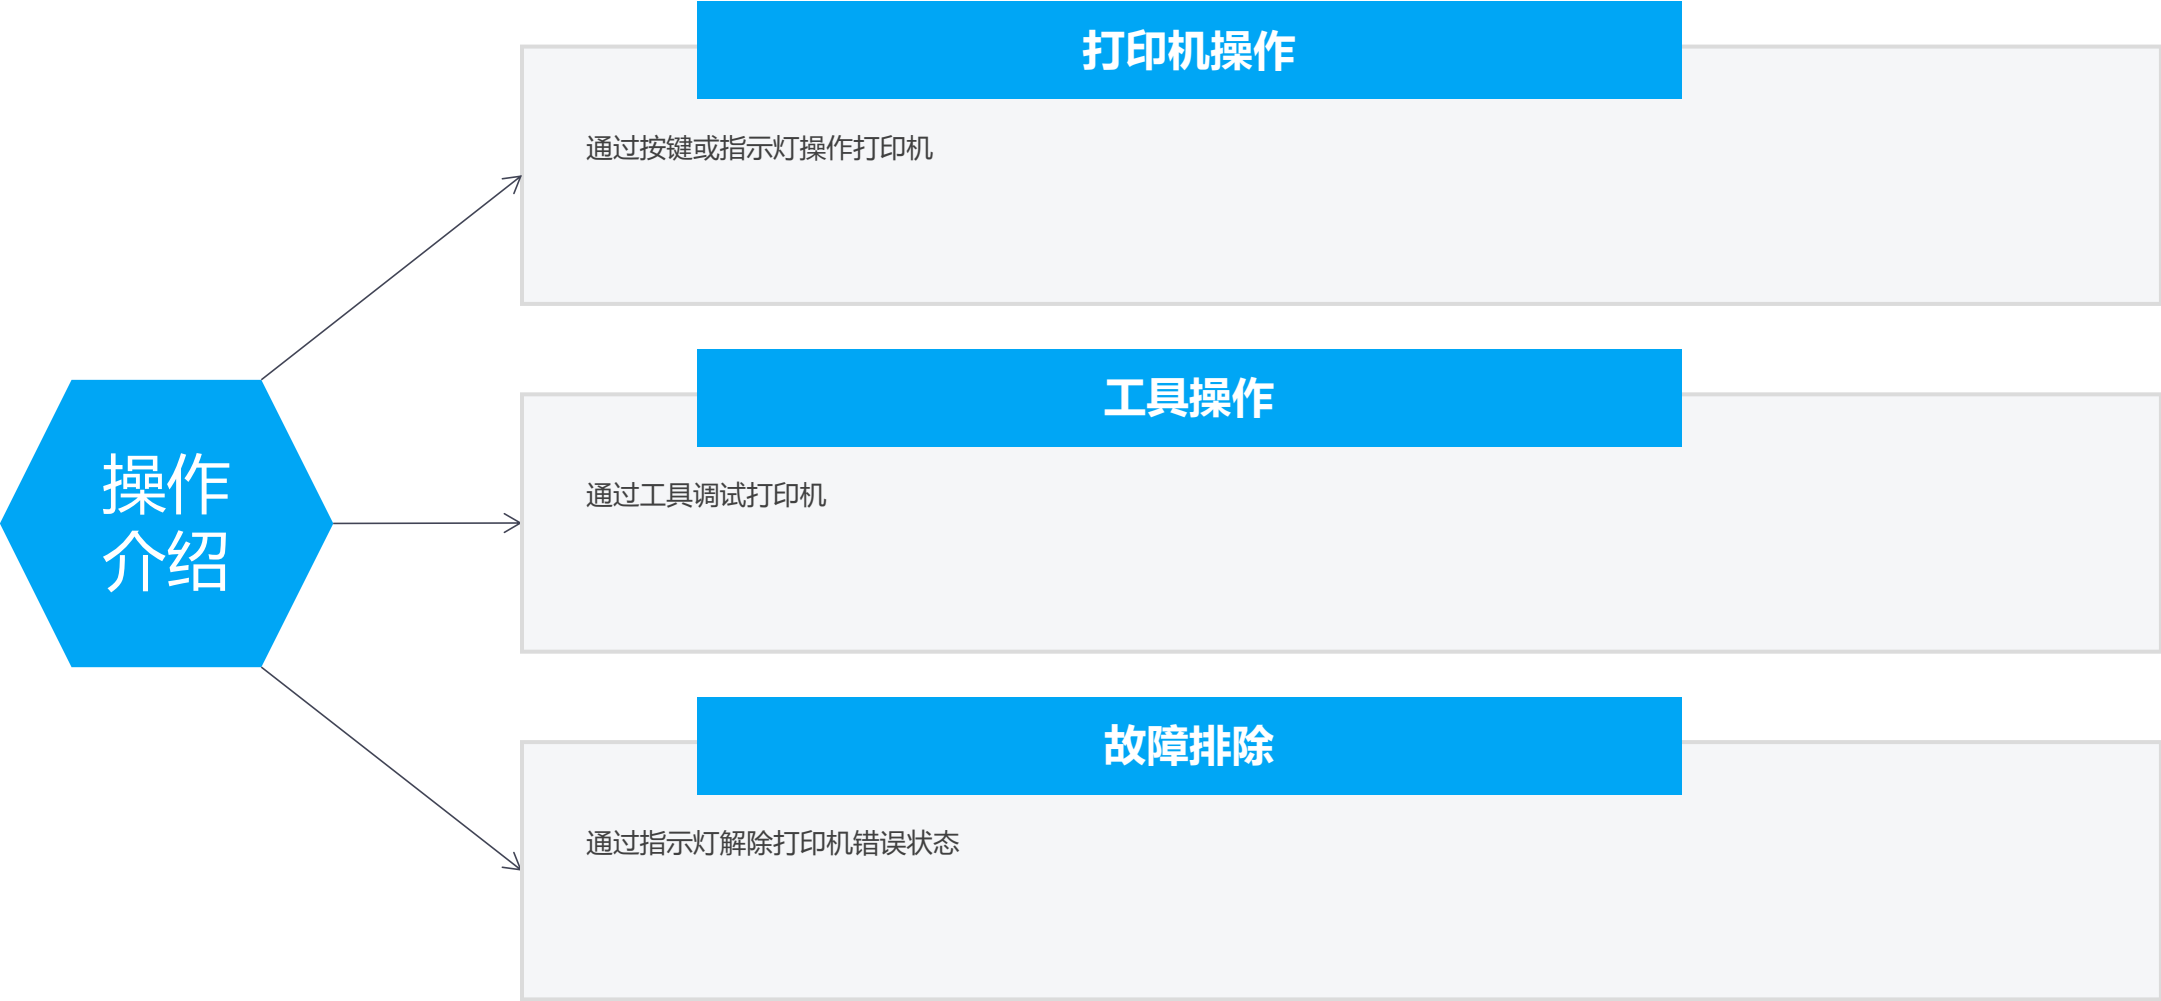 打印机操作
通过按键或指示灯操作打印机
工具操作
通过工具调试打印机
操作
介绍
故障排除
通过指示灯解除打印机错误状态